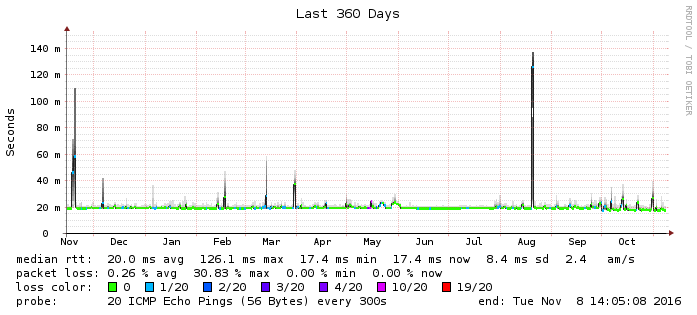 Last 360 Days
RRDTOOL / TOBI OETIKER
Seconds
140 m
120 m
100 m
80 m
60 m
40 m
20 m
0
Nov Dec Jan Feb Mar Apr May Jun Jul Aug Sep Oct
median rtt: 20.0 ms avg 126.1 ms max 17.4 ms min 17.4 ms now 8.4 ms sd 2.4 am/s
packet loss: 0.26 % avg 30.83 % max 0.00 % min 0.00 % now
loss color: 0 1/20 2/20 3/20 4/20 10/20 19/20
probe: 20 ICMP Echo Pings (56 Bytes) every 300s end: Tue Nov 8 14:05:08 2016